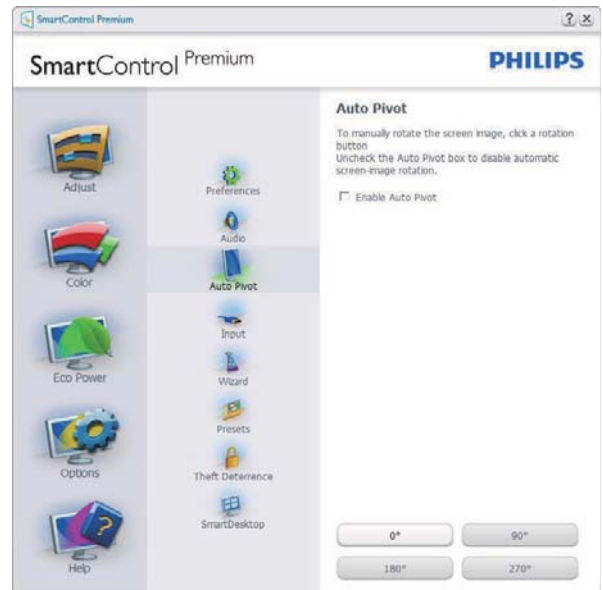 SmartControl Premium
? x
SmartControl Premium
PHILIPS
Adjust
Color
Eco Power
Options
Help
Preferences
Audio
Auto Pivot
Input
Wizard
Presets
Theft Deterrence
SmartDesktop
Auto Pivot
To manually rotate the screen image, click a rotation
button
Uncheck the Auto Pivot box to disable automatic
screen-image rotation.
Enable Auto Pivot
0°
90°
180°
270°